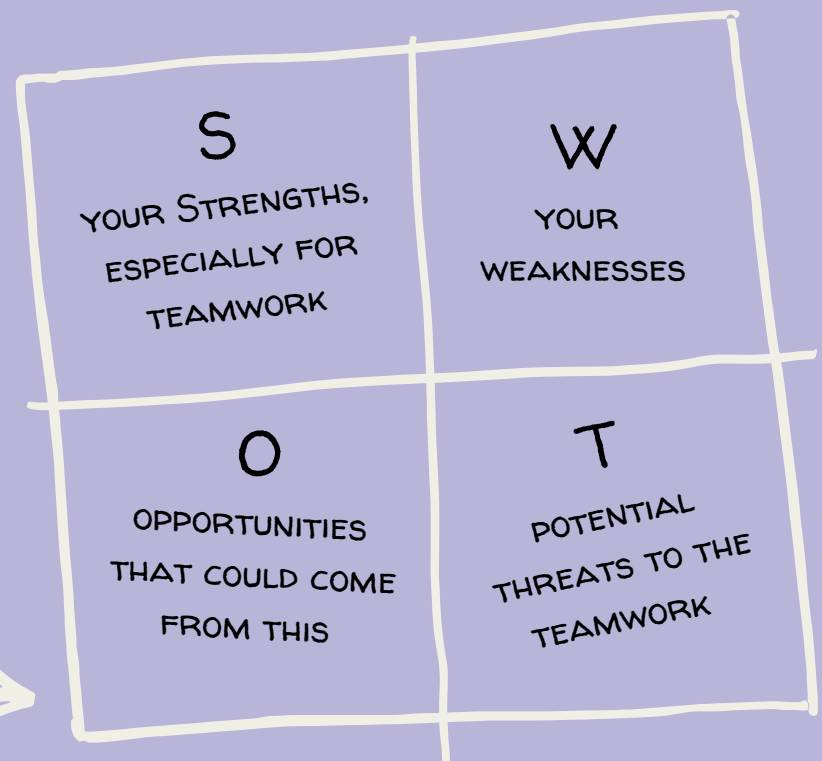 S
YOUR STRENGTHS,
ESPECIALLY FOR
TEAMWORK
W
YOUR
WEAKNESSES
O
OPPORTUNITIES
THAT COULD COME
FROM THIS
T
POTENTIAL
THREATS TO THE
TEAMWORK